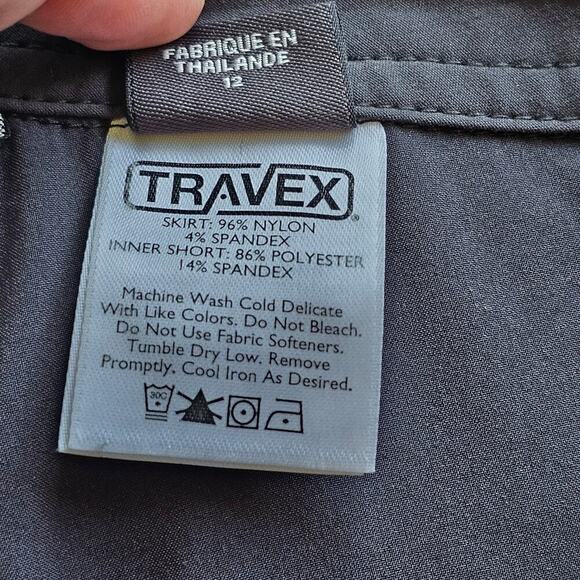 FABRIQUE EN
THAILANDE
12
TRAVEX®
SKIRT: 96% NYLON
4% SPANDEX
INNER SHORT: 86% POLYESTER
14% SPANDEX
Machine Wash Cold Delicate
With Like Colors. Do Not Bleach.
Do Not Use Fabric Softeners.
Tumble Dry Low. Remove
Promptly. Cool Iron As Desired.
30C